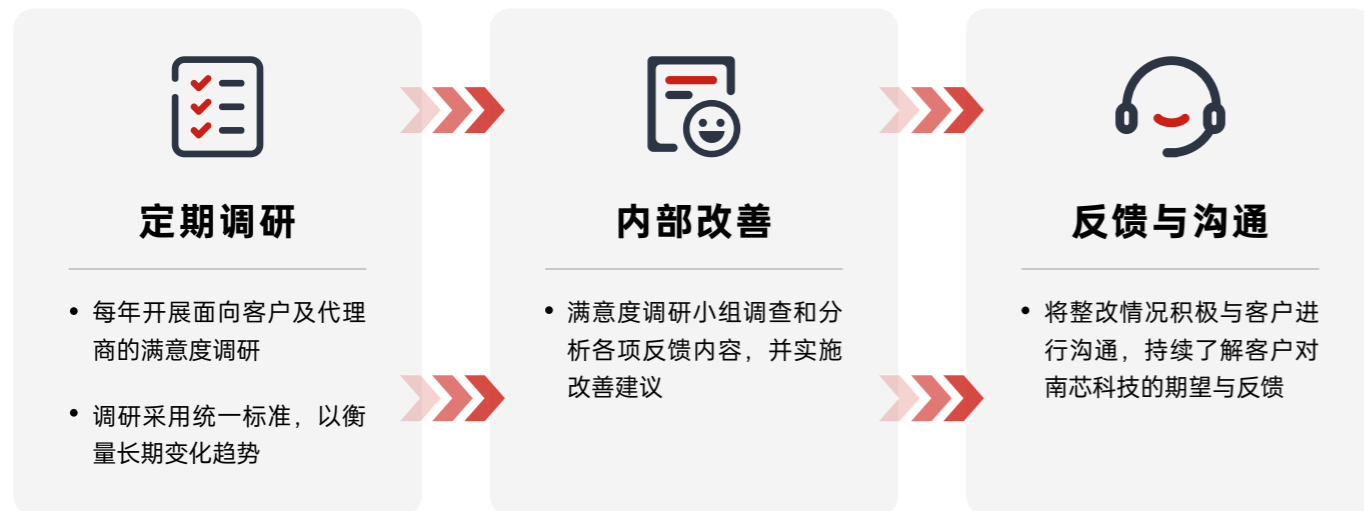 定期调研
• 每年开展面向客户及代理
商的满意度调研
• 调研采用统一标准，以衡
量长期变化趋势
内部改善
• 满意度调研小组调查和分
析各项反馈内容，并实施
改善建议
反馈与沟通
• 将整改情况积极与客户进
行沟通，持续了解客户对
南芯科技的期望与反馈